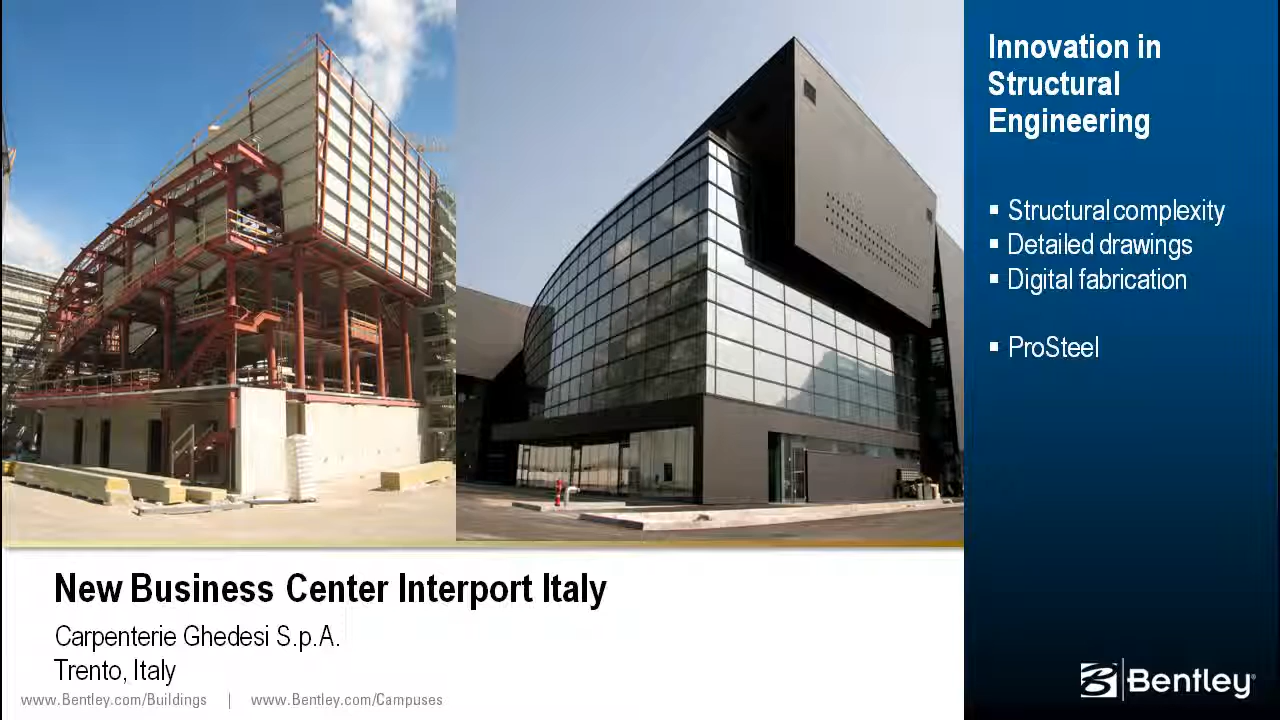 Innovation in
Structural
Engineering
▪ Structural complexity
▪ Detailed drawings
▪ Digital fabrication
▪ ProSteel
New Business Center Interport Italy
Carpenterie Ghedesi S.p.A.
Trento, Italy
www.Bentley.com/Buildings | www.Bentley.com/Campuses
Bentley®